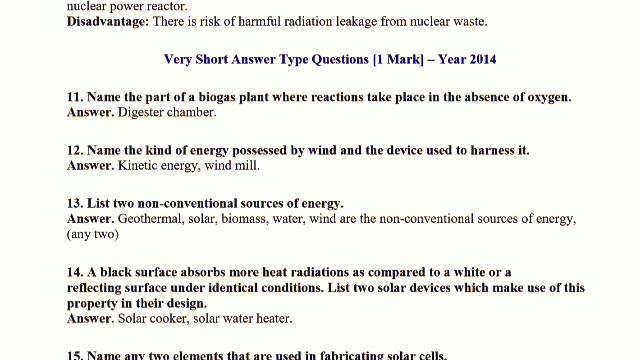 nuclear power reactor.
Disadvantage: There is risk of harmful radiation leakage from nuclear waste.
Very Short Answer Type Questions [1 Mark] – Year 2014
11. Name the part of a biogas plant where reactions take place in the absence of oxygen.
Answer. Digester chamber.
12. Name the kind of energy possessed by wind and the device used to harness it.
Answer. Kinetic energy, wind mill.
13. List two non-conventional sources of energy.
Answer. Geothermal, solar, biomass, water, wind are the non-conventional sources of energy,
(any two)
14. A black surface absorbs more heat radiations as compared to a white or a
reflecting surface under identical conditions. List two solar devices which make use of this
property in their design.
Answer. Solar cooker, solar water heater.
15. Name any two elements that are used in fabricating solar cells.